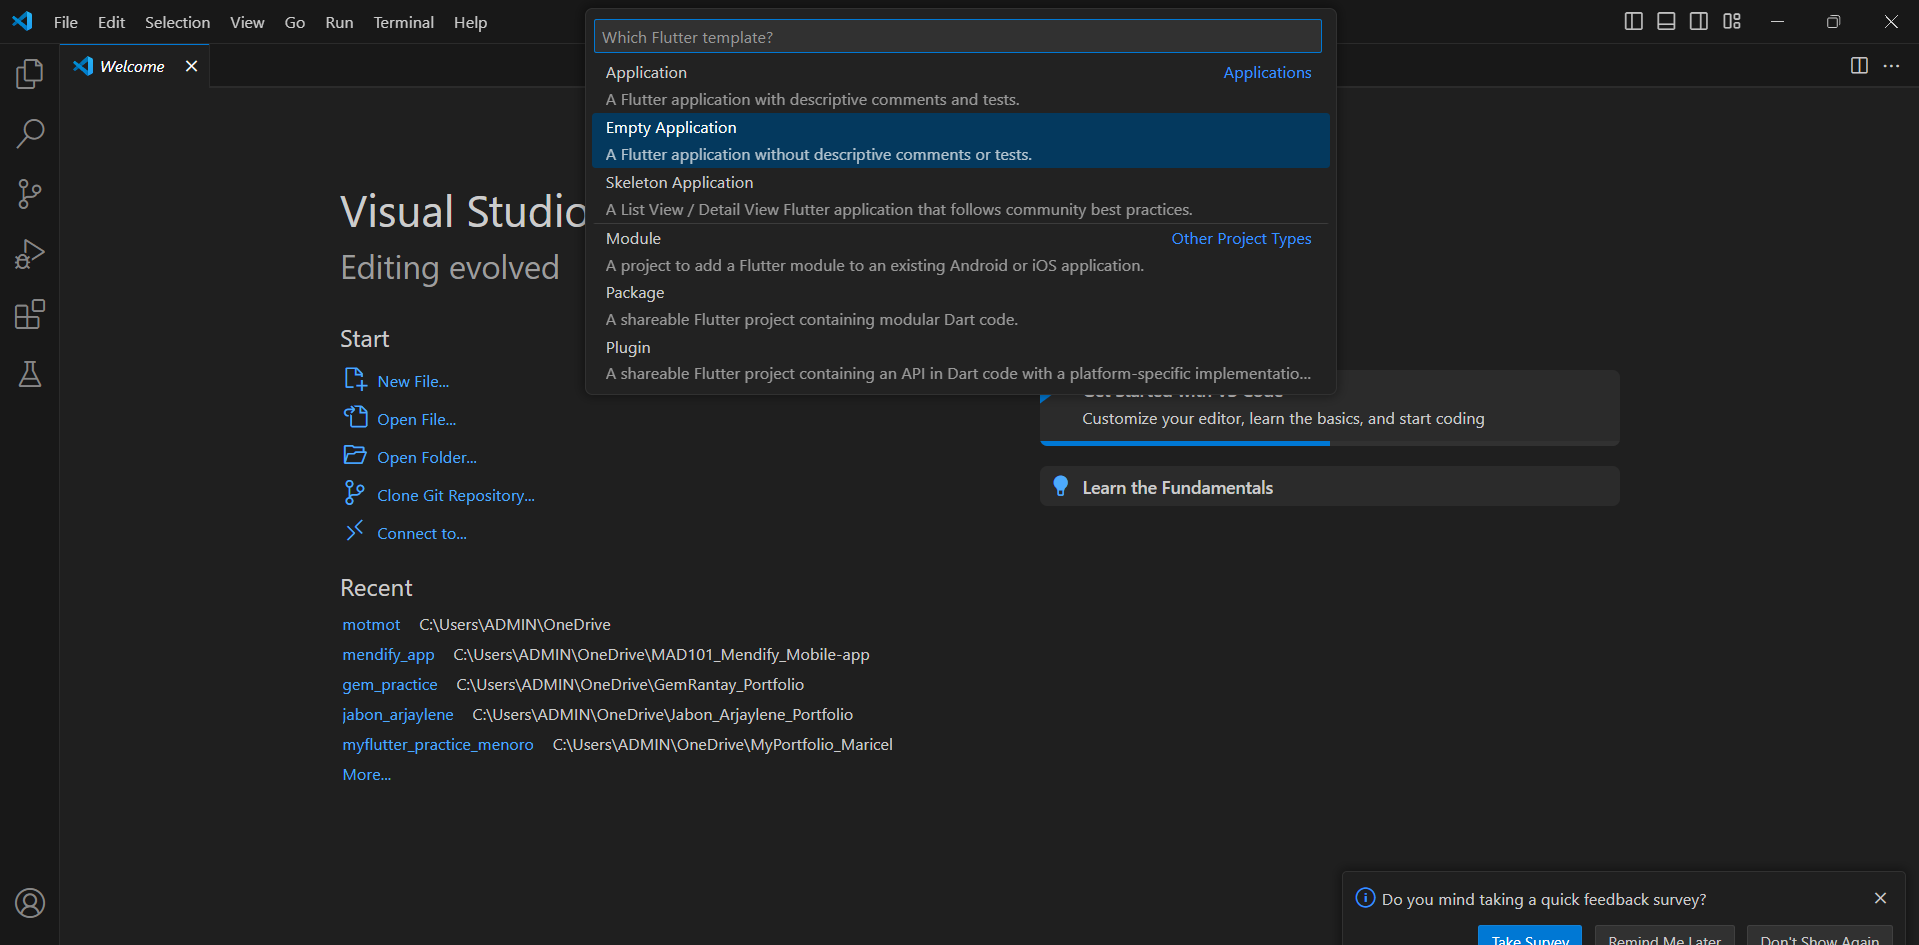 File Edit Selection View Go Run Terminal Help
Welcome
Which Flutter template?
Application Applications
A Flutter application with descriptive comments and tests.
Empty Application
A Flutter application without descriptive comments or tests.
Skeleton Application
A List View / Detail View Flutter application that follows community best practices.
Module Other Project Types
A project to add a Flutter module to an existing Android or iOS application.
Package
A shareable Flutter project containing modular Dart code.
Plugin
A shareable Flutter project containing an API in Dart code with a platform-specific implementatio...
Visual Studio
Editing evolved
Start
New File...
Open File...
Open Folder...
Clone Git Repository...
Connect to...
Recent
motmot C:\Users\ADMIN\OneDrive
mendify_app C:\Users\ADMIN\OneDrive\MAD101_Mendify_Mobile-app
gem_practice C:\Users\ADMIN\OneDrive\GemRantay_Portfolio
jabon_arjaylene C:\Users\ADMIN\OneDrive\Jabon_Arjaylene_Portfolio
myflutter_practice_menoro C:\Users\ADMIN\OneDrive\MyPortfolio_Maricel
More...
Get Started with VS Code
Customize your editor, learn the basics, and start coding
Learn the Fundamentals
Do you mind taking a quick feedback survey?
Take Survey Remind Me Later Don't Show Again